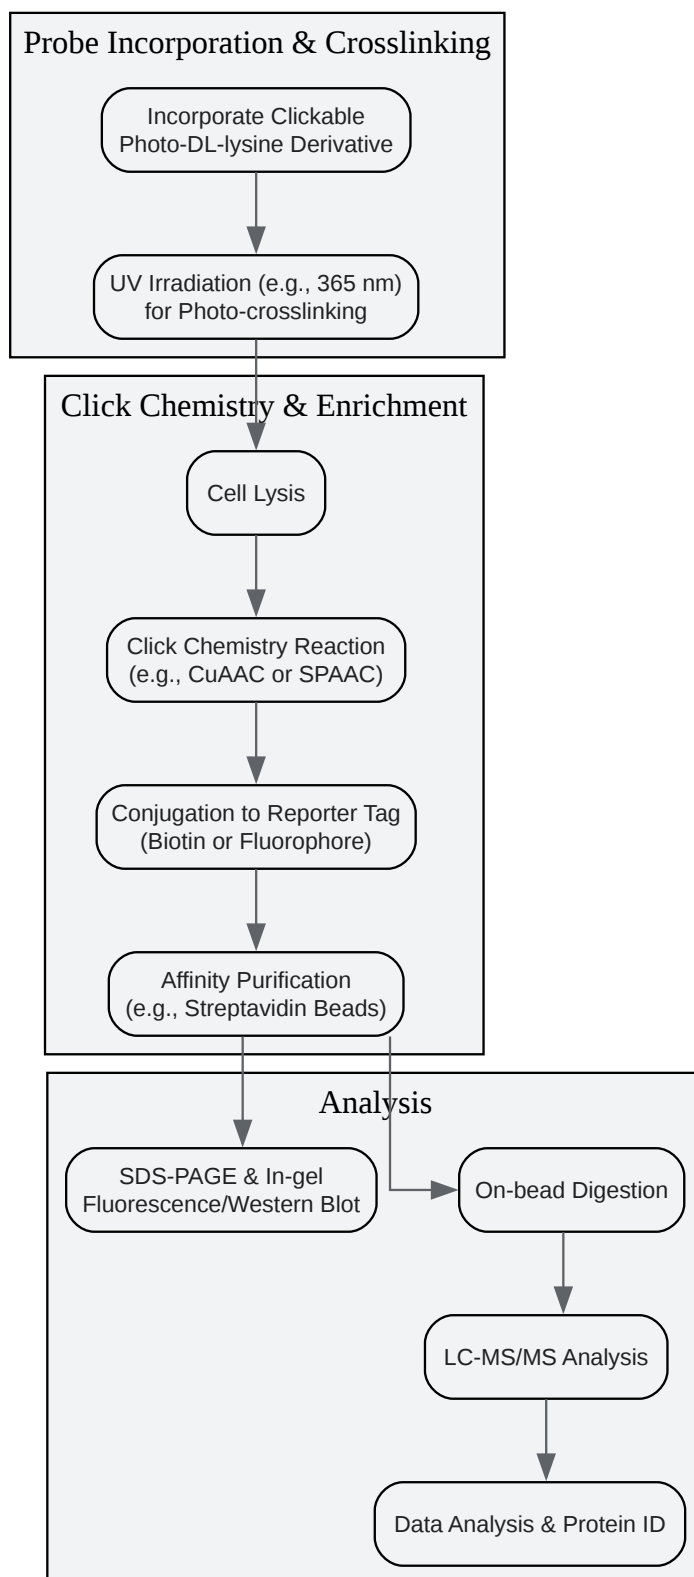 Probe Incorporation & Crosslinking
Incorporate Clickable
Photo-DL-lysine Derivative
UV Irradiation (e.g., 365 nm)
for Photo-crosslinking
Click Chemistry & Enrichment
Cell Lysis
Click Chemistry Reaction
(e.g., CuAAC or SPAAC)
Conjugation to Reporter Tag
(Biotin or Fluorophore)
Affinity Purification
(e.g., Streptavidin Beads)
Analysis
SDS-PAGE & In-gel
Fluorescence/Western Blot
On-bead Digestion
LC-MS/MS Analysis
Data Analysis & Protein ID